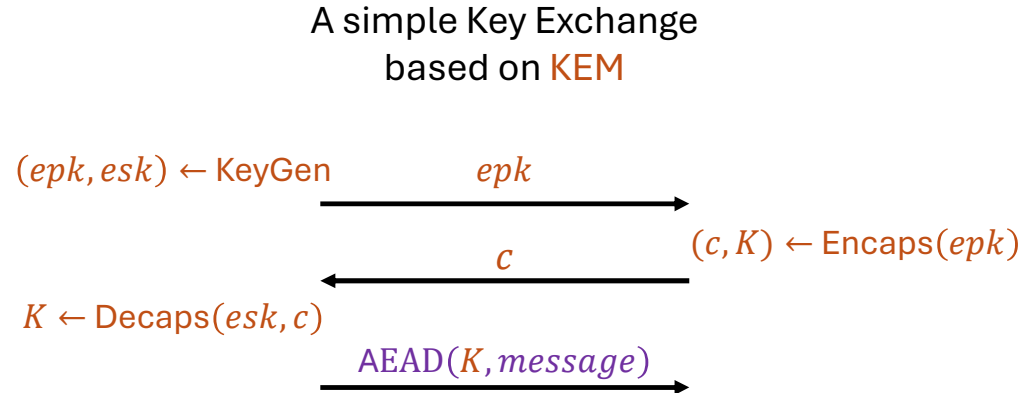 A simple Key Exchange
based on KEM
(epk, esk) ← KeyGen
epk
(c, K) ← Encaps(epk)
c
K ← Decaps(esk, c)
AEAD(K, message)